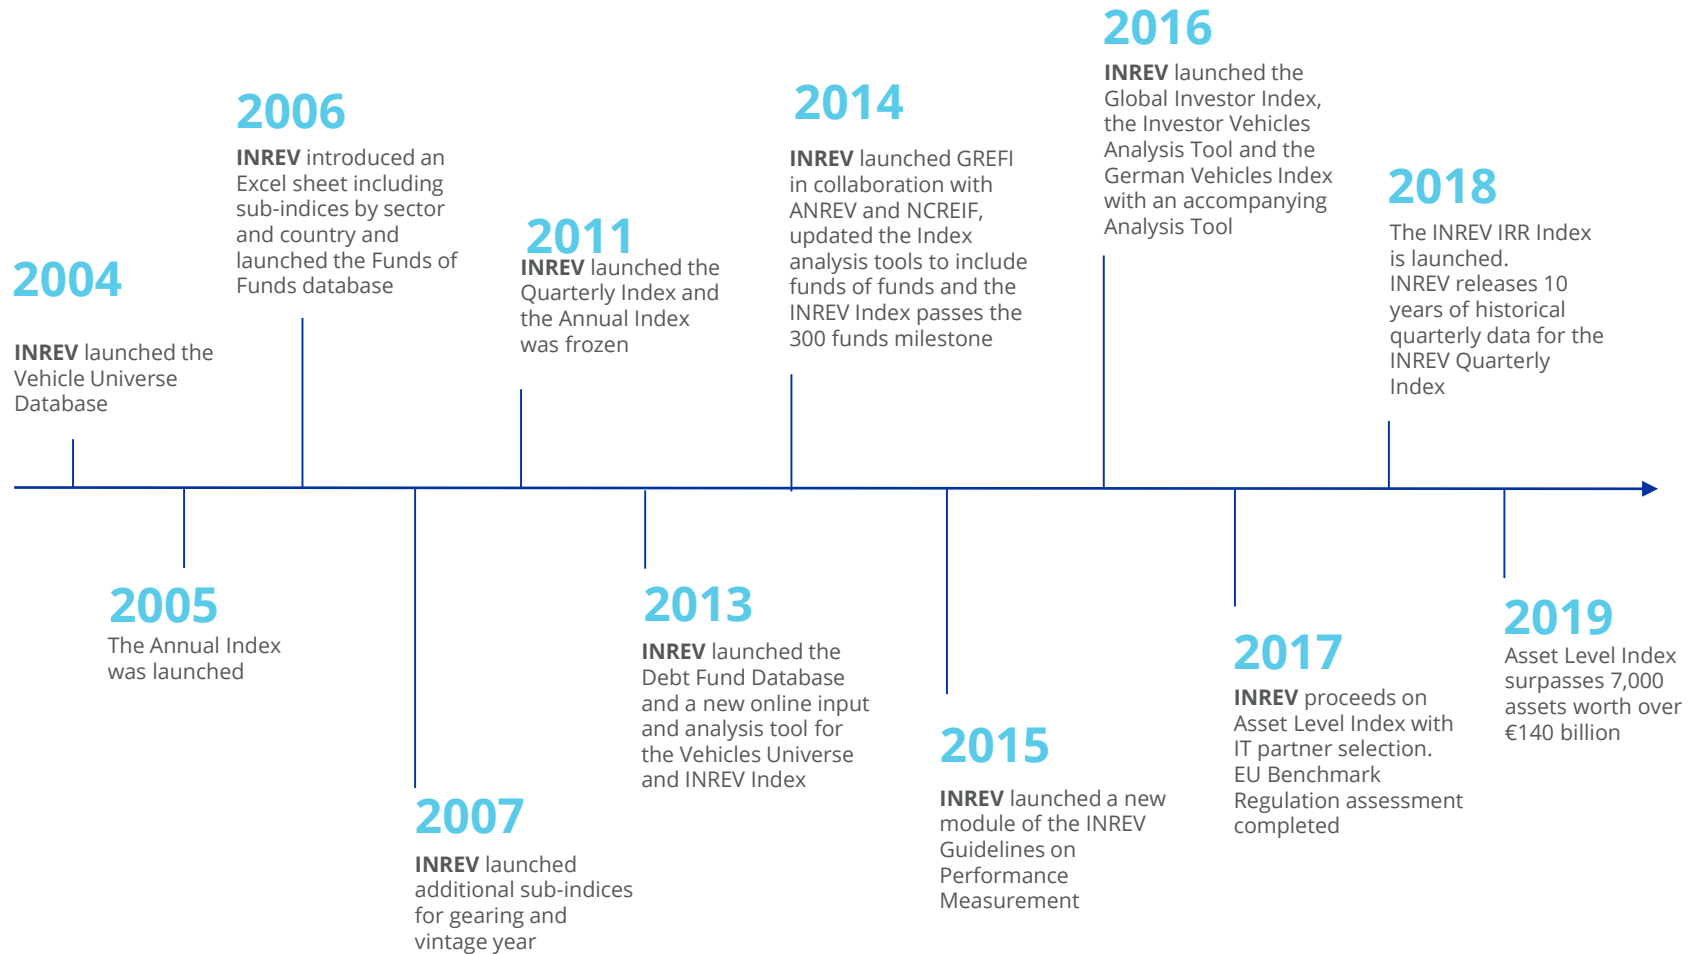 2004
INREV launched the
Vehicle Universe
Database
2005
The Annual Index
was launched
2006
INREV introduced an
Excel sheet including
sub-indices by sector
and country and
launched the Funds of
Funds database
2007
INREV launched
additional sub-indices
for gearing and
vintage year
2011
INREV launched the
Quarterly Index and
the Annual Index
was frozen
2013
INREV launched the
Debt Fund Database
and a new online input
and analysis tool for
the Vehicles Universe
and INREV Index
2014
INREV launched GREFI
in collaboration with
ANREV and NCREIF,
updated the Index
analysis tools to include
funds of funds and the
INREV Index passes the
300 funds milestone
2015
INREV launched a new
module of the INREV
Guidelines on
Performance
Measurement
2016
INREV launched the
Global Investor Index,
the Investor Vehicles
Analysis Tool and the
German Vehicles Index
with an accompanying
Analysis Tool
2017
INREV proceeds on
Asset Level Index with
IT partner selection.
EU Benchmark
Regulation assessment
completed
2018
The INREV IRR Index
is launched.
INREV releases 10
years of historical
quarterly data for the
INREV Quarterly
Index
2019
Asset Level Index
surpasses 7,000
assets worth over
€140 billion